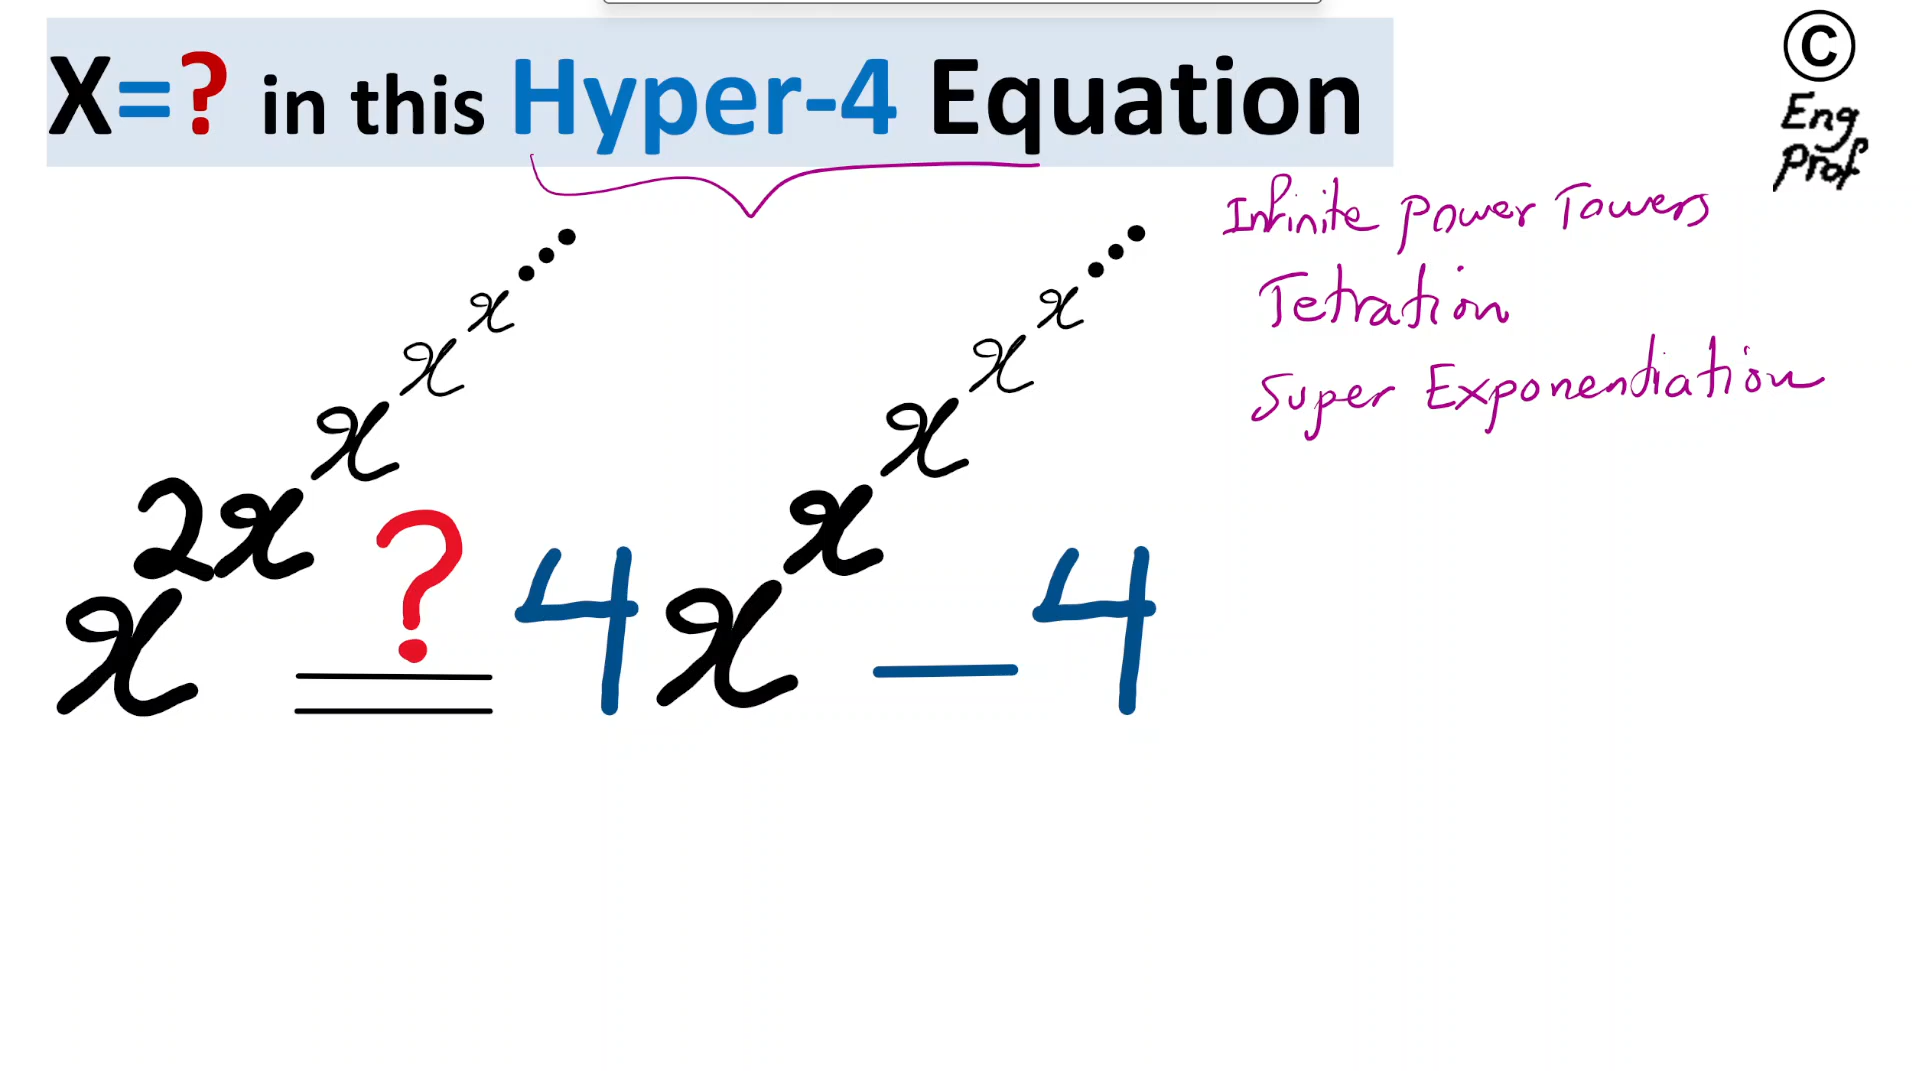 X=? in this Hyper-4 Equation
©
Eng
Prof
Infinite Power Towers
Tetration
Super Exponentiation
x^{2x^{x^{x^{x^{...}}}}} =? 4x^{x^{x^{x^{x^{...}}}}} - 4